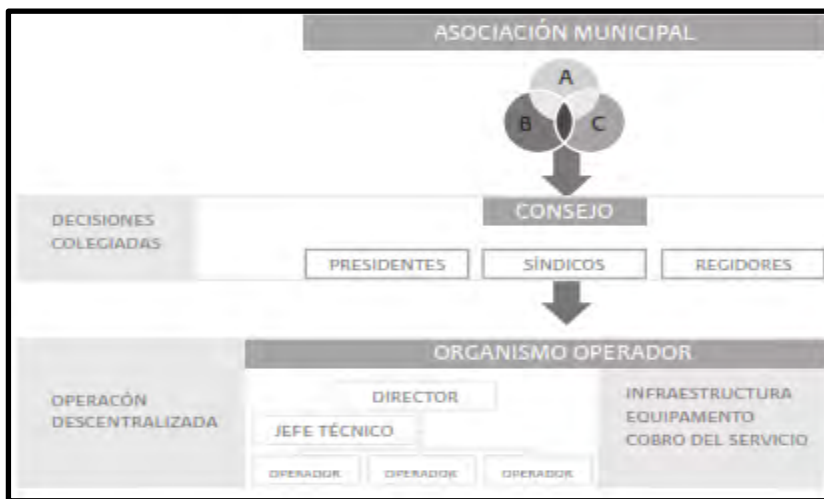 ASOCIACIÓN MUNICIPAL
A
B C
CONSEJO
DECISIONES
COLEGIADAS
PRESIDENTES SÍNDICOS REGIDORES
ORGANISMO OPERADOR
OPERACÓN
DESCENTRALIZADA
DIRECTOR
JEFE TÉCNICO
OPERADOR OPERADOR OPERADOR
INFRAESTRUCTURA
EQUIPAMENTO
COBRO DEL SERVICIO